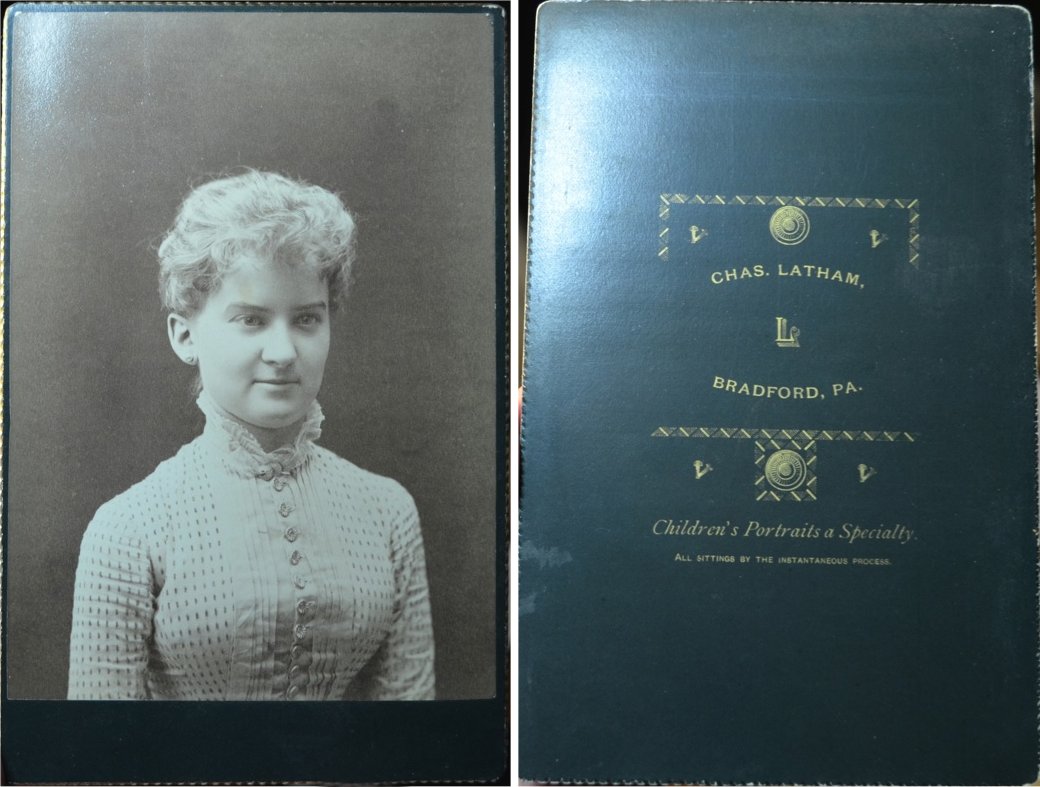 CHAS. LATHAM,
L
BRADFORD, PA.
Children's Portraits a Specialty.
ALL SITTINGS BY THE INSTANTANEOUS PROCESS.